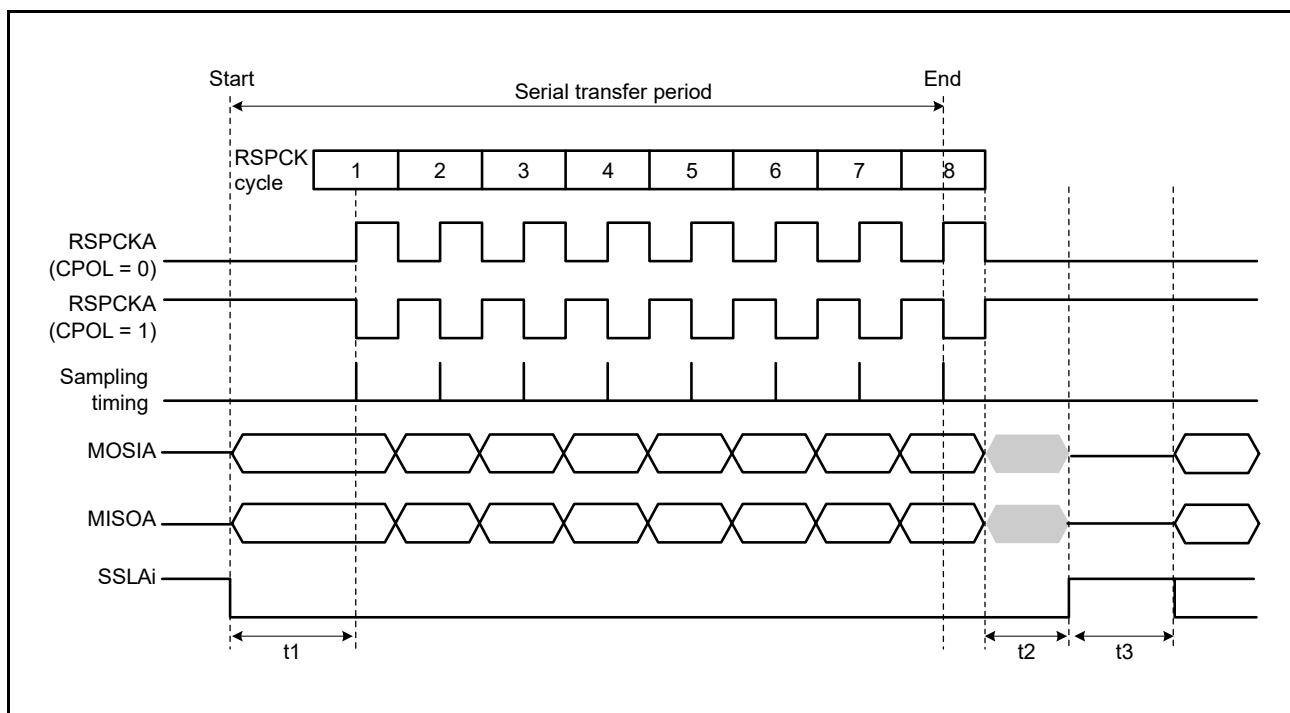 Start
End
Serial transfer period
RSPCK
cycle
1 2 3 4 5 6 7 8
RSPCKA
(CPOL = 0)
RSPCKA
(CPOL = 1)
Sampling
timing
MOSIA
MISOA
SSLAi
t1
t2
t3